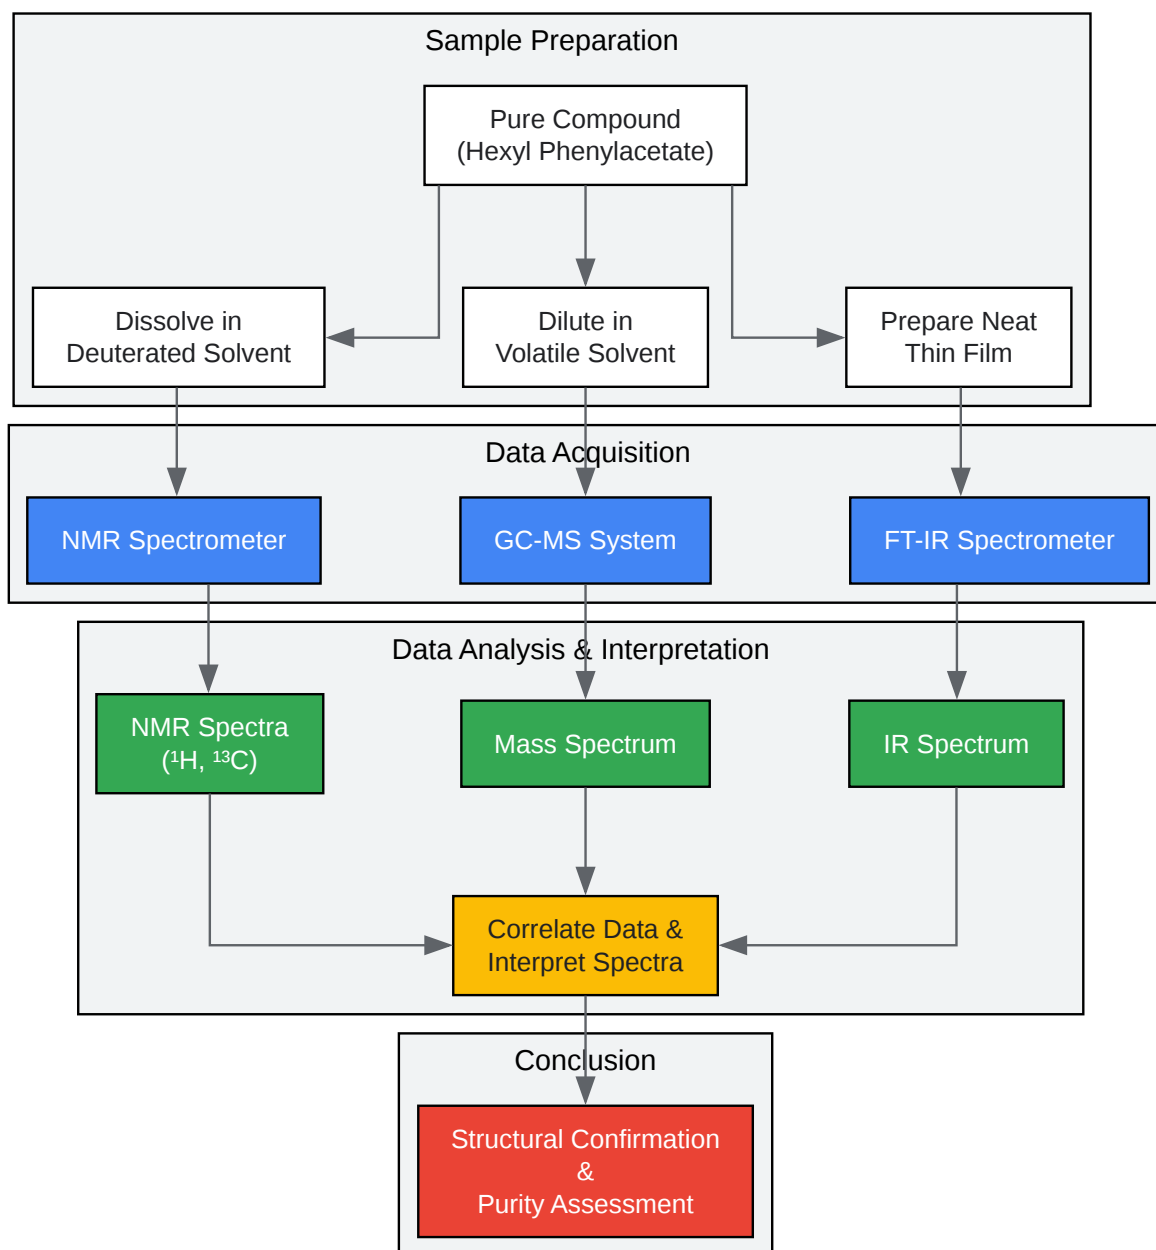 Sample Preparation
Pure Compound
(Hexyl Phenylacetate)
Dissolve in
Deuterated Solvent
Dilute in
Volatile Solvent
Prepare Neat
Thin Film
Data Acquisition
NMR Spectrometer
GC-MS System
FT-IR Spectrometer
Data Analysis & Interpretation
NMR Spectra
(¹H, ¹³C)
Mass Spectrum
IR Spectrum
Correlate Data &
Interpret Spectra
Conclusion
Structural Confirmation
&
Purity Assessment